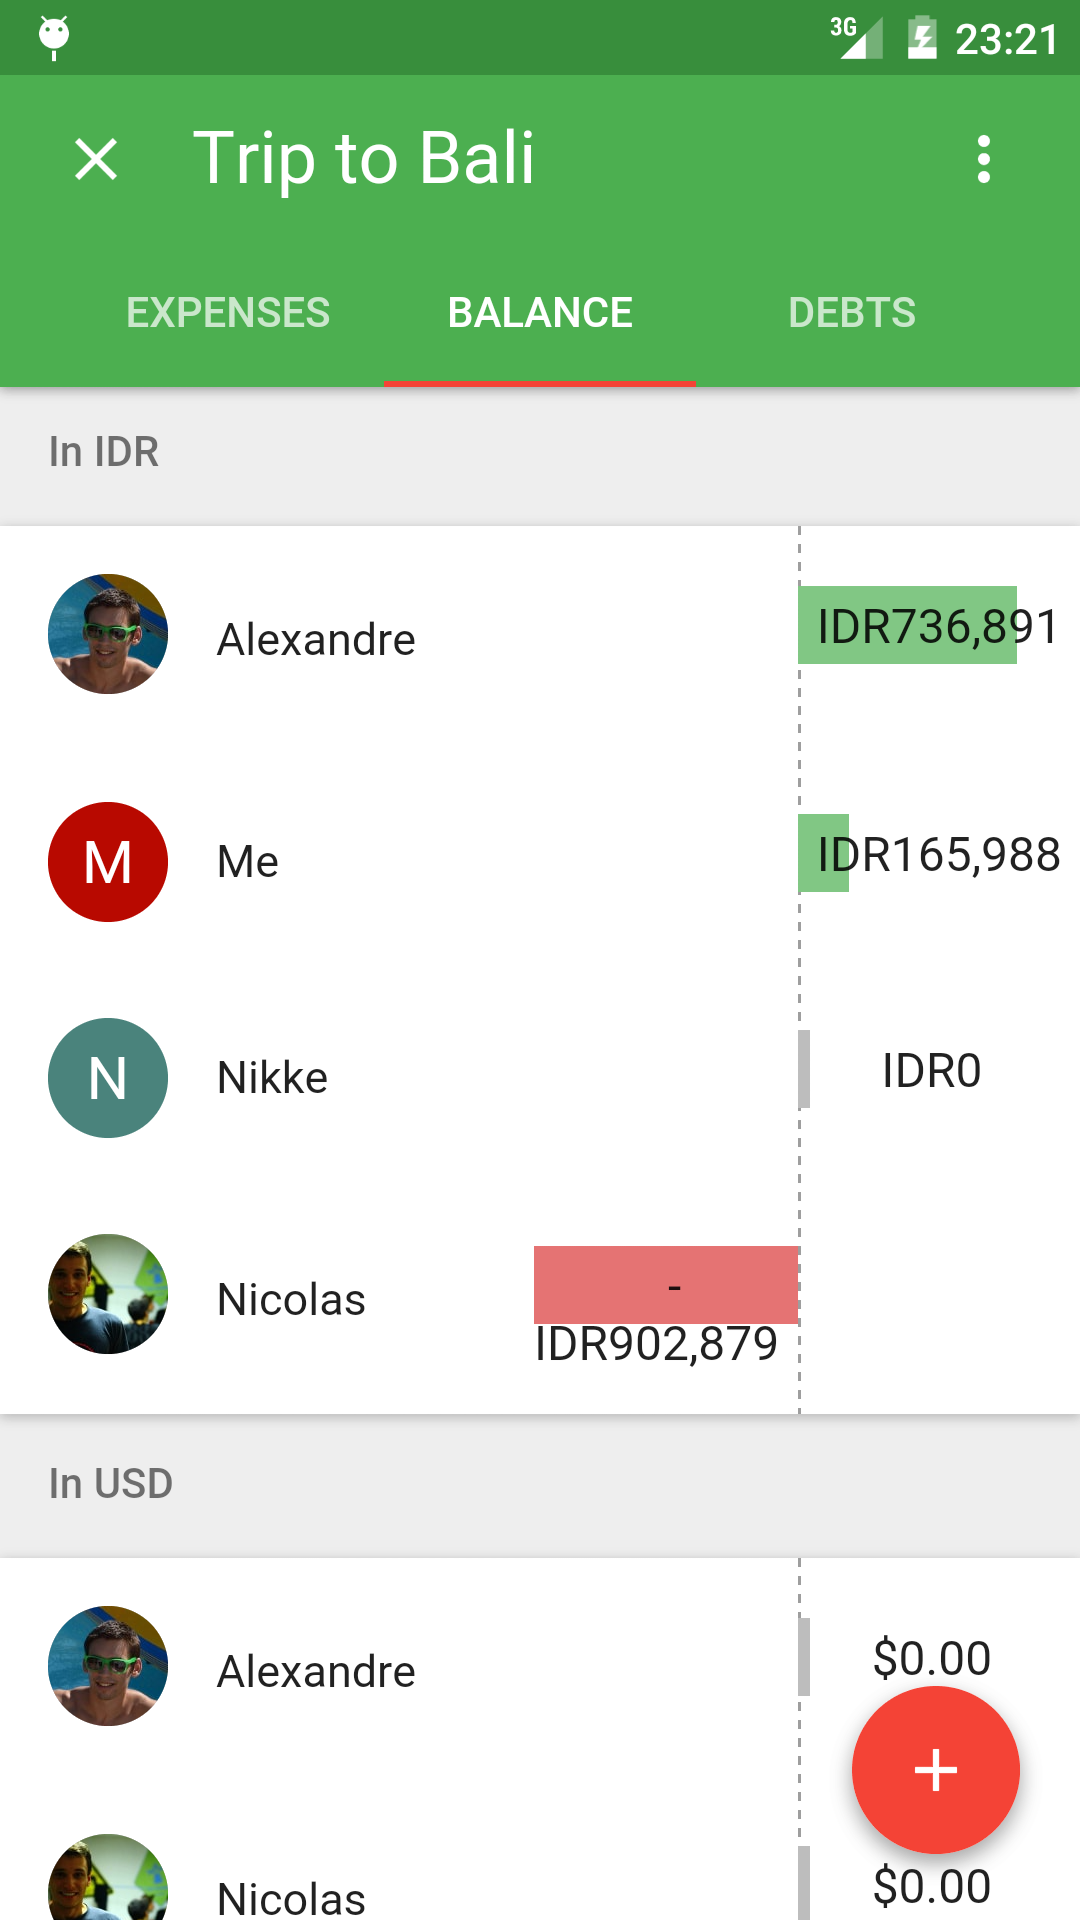 3G 23:21
Trip to Bali
EXPENSES BALANCE DEBTS
In IDR
Alexandre IDR736,891
M Me IDR165,988
N Nikke IDR0
Nicolas -
IDR902,879
In USD
Alexandre $0.00
+
Nicolas $0.00